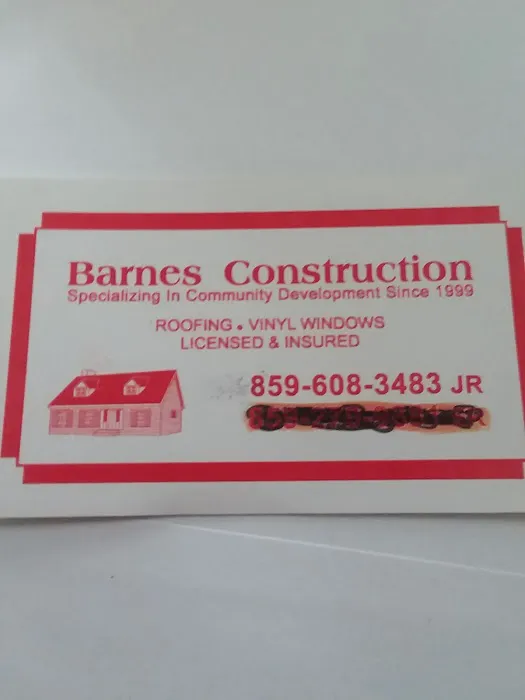 Barnes Construction
Specializing In Community Development Since 1999
ROOFING • VINYL WINDOWS
LICENSED & INSURED
859-608-3483 JR